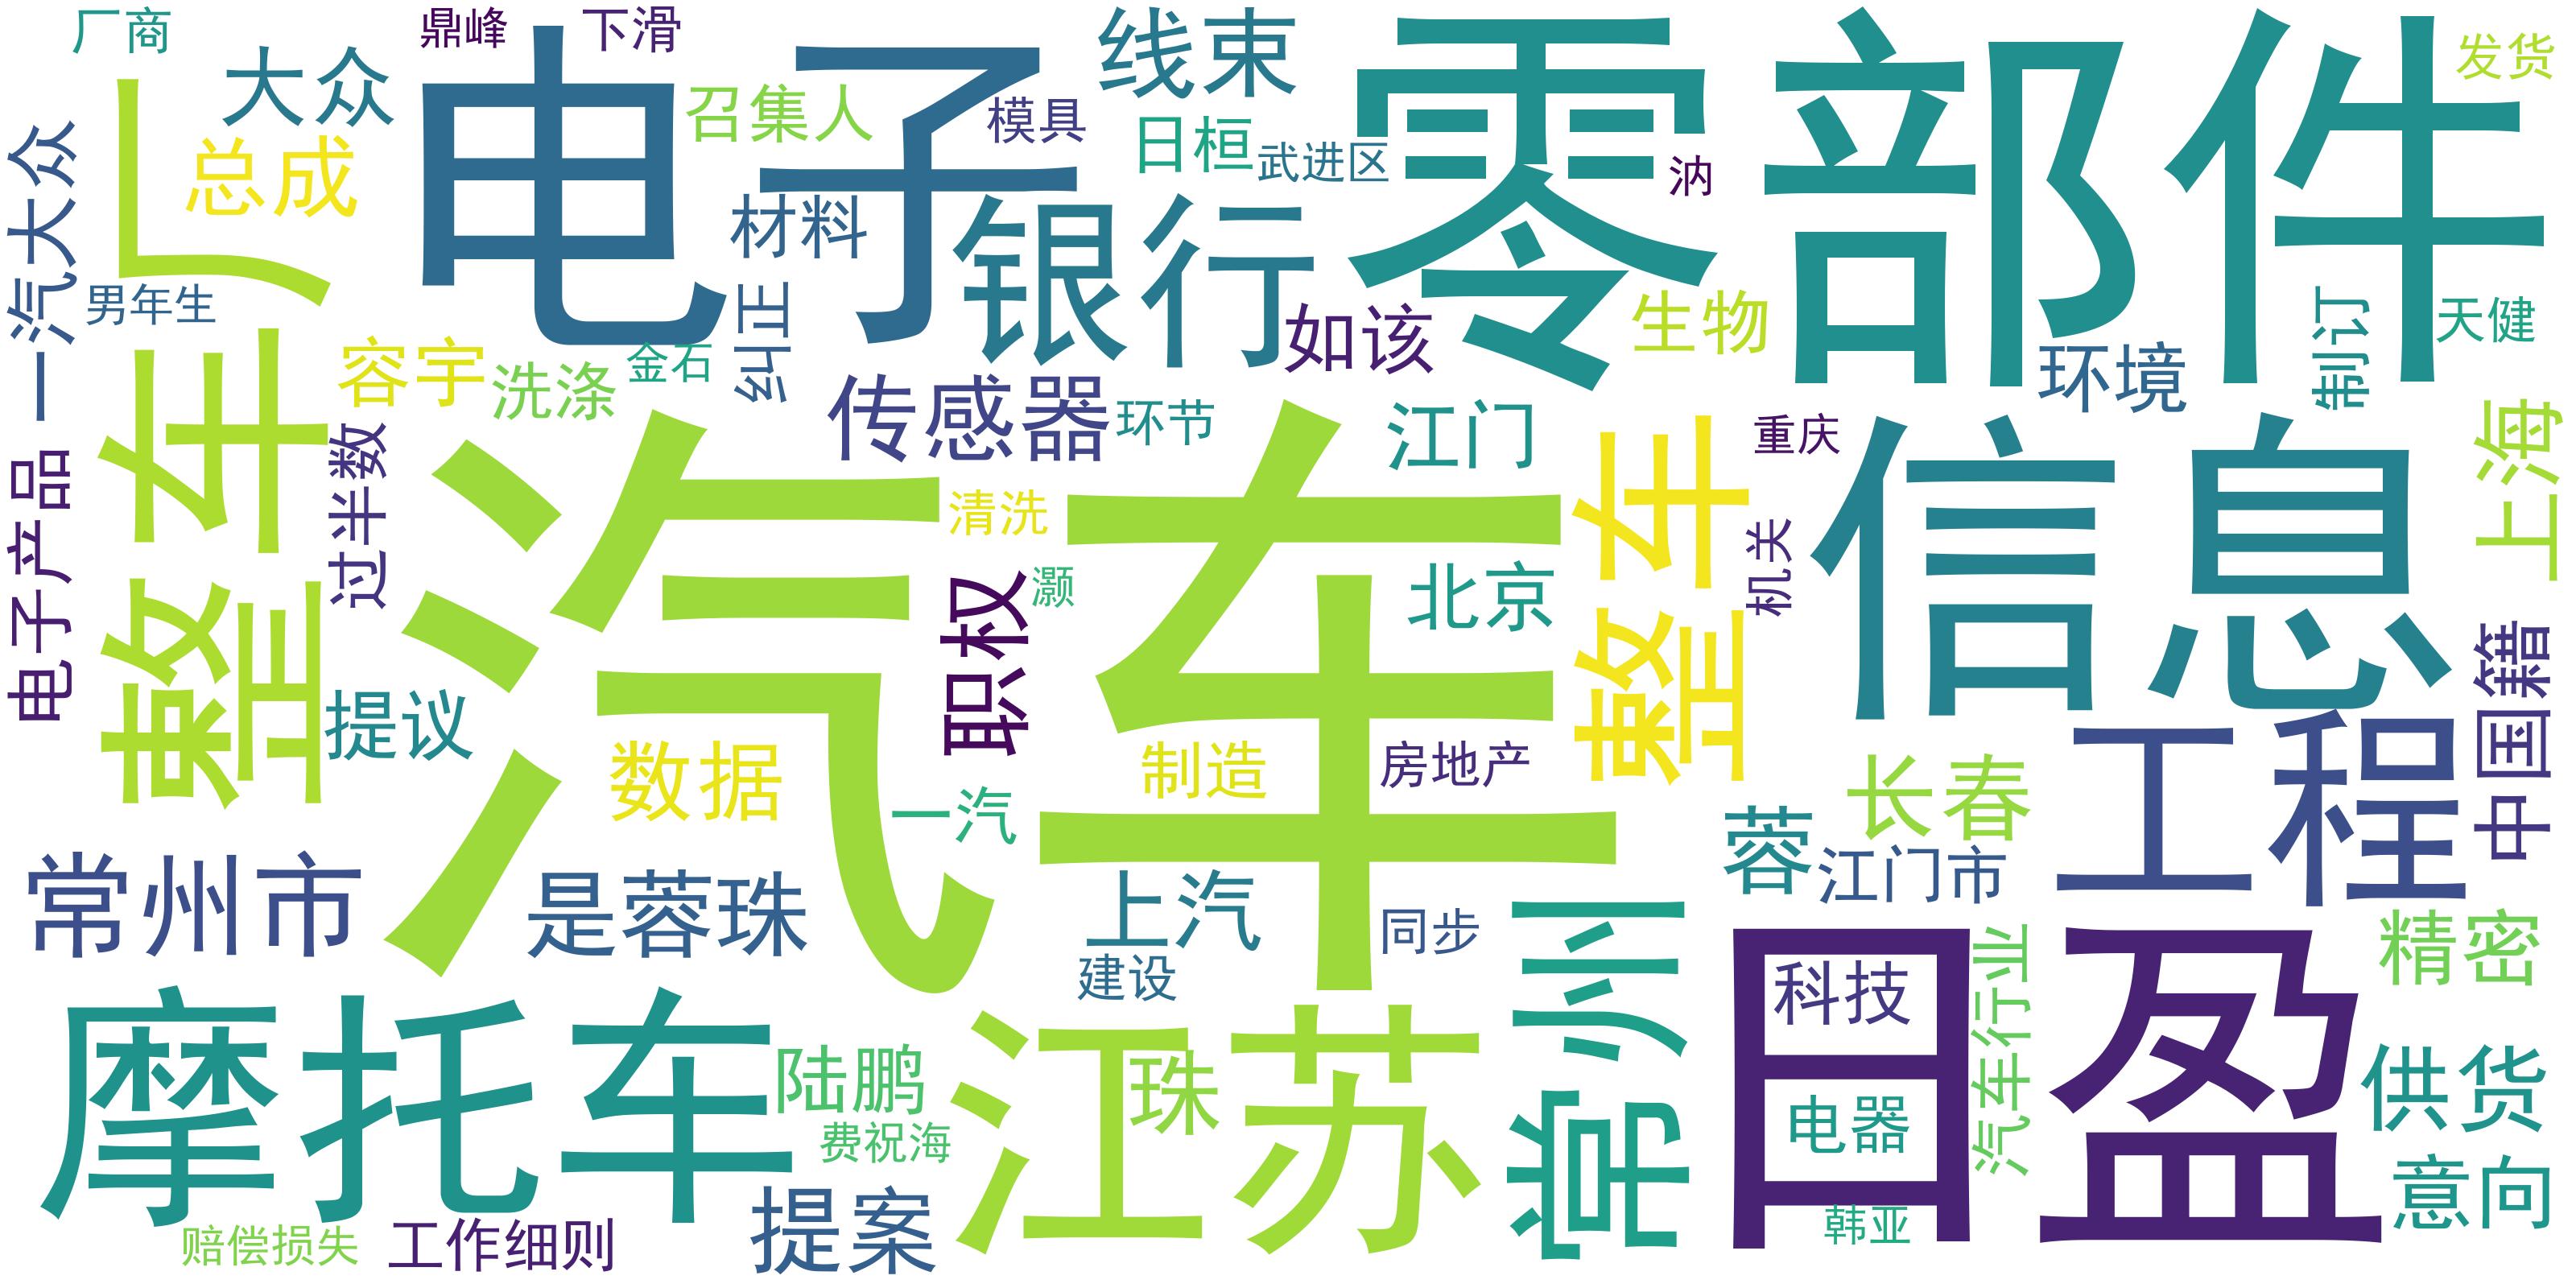 厂商
鼎峰
下滑
大众
电子
召集人
模具
线束
零部件
发货
总成
整车厂
一汽大众
男年生
材料
银行
日桓
武进区
汭
纠正
如该
生物
环境
制订
天健
容宇
洗涤
金石
传感器
环节
江门
重庆
上海
电子产品
过半数
汽车
清洗
整车
信息
灏
职权
北京
机关
中国籍
提议
数据
制造
房地产
工程
一汽
长春
常州市
是蓉珠
上汽
建设
同步
蓉
江门市
日盈
科技
汽车行业
精密
摩托车
陆鹏
费祝海
江苏
珠
常州
电器
供货
意向
赔偿损失
工作细则
提案
韩亚